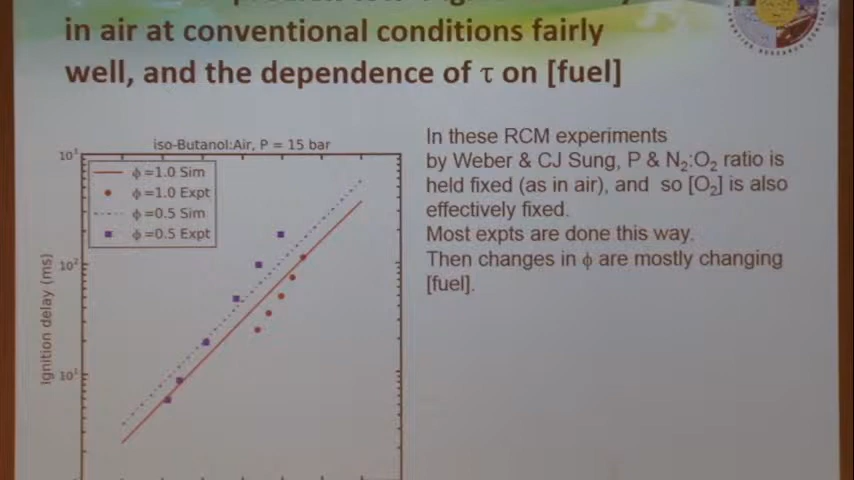 in air at conventional conditions fairly
well, and the dependence of τ on [fuel]
iso-Butanol:Air, P = 15 bar
10³
ϕ=1.0 Sim
ϕ=1.0 Expt
ϕ=0.5 Sim
ϕ=0.5 Expt
10²
10¹
Ignition delay (ms)
In these RCM experiments
by Weber & CJ Sung, P & N₂:O₂ ratio is
held fixed (as in air), and so [O₂] is also
effectively fixed.
Most expts are done this way.
Then changes in ϕ are mostly changing
[fuel].